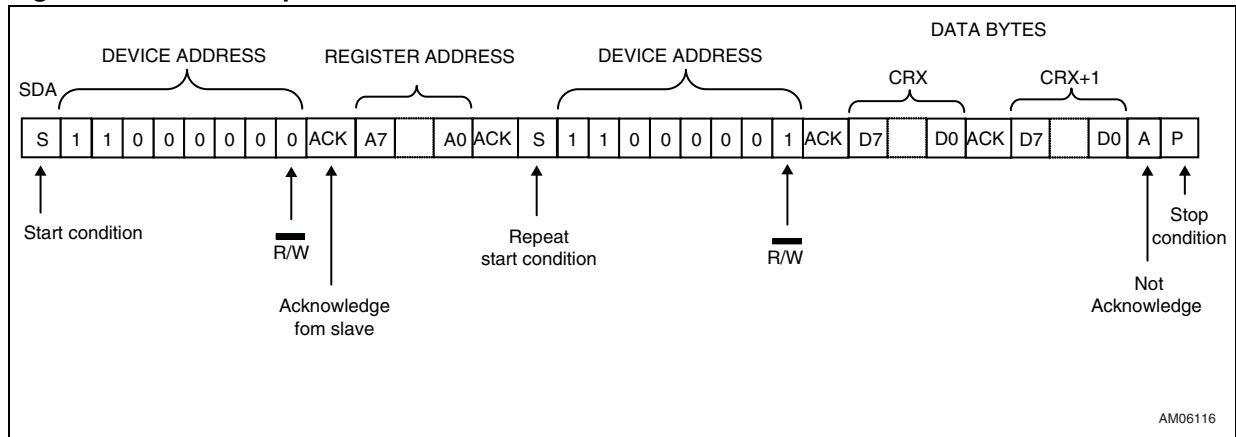 DATA BYTES
DEVICE ADDRESS REGISTER ADDRESS DEVICE ADDRESS CRX CRX+1
SDA
S 1 1 0 0 0 0 0 0 ACK A7 A0 ACK S 1 1 0 0 0 0 0 1 ACK D7 D0 ACK D7 D0 A P
Start condition
R/W
Acknowledge
fom slave
Repeat
start condition
R/W
Not
Acknowledge
Stop
condition
AM06116